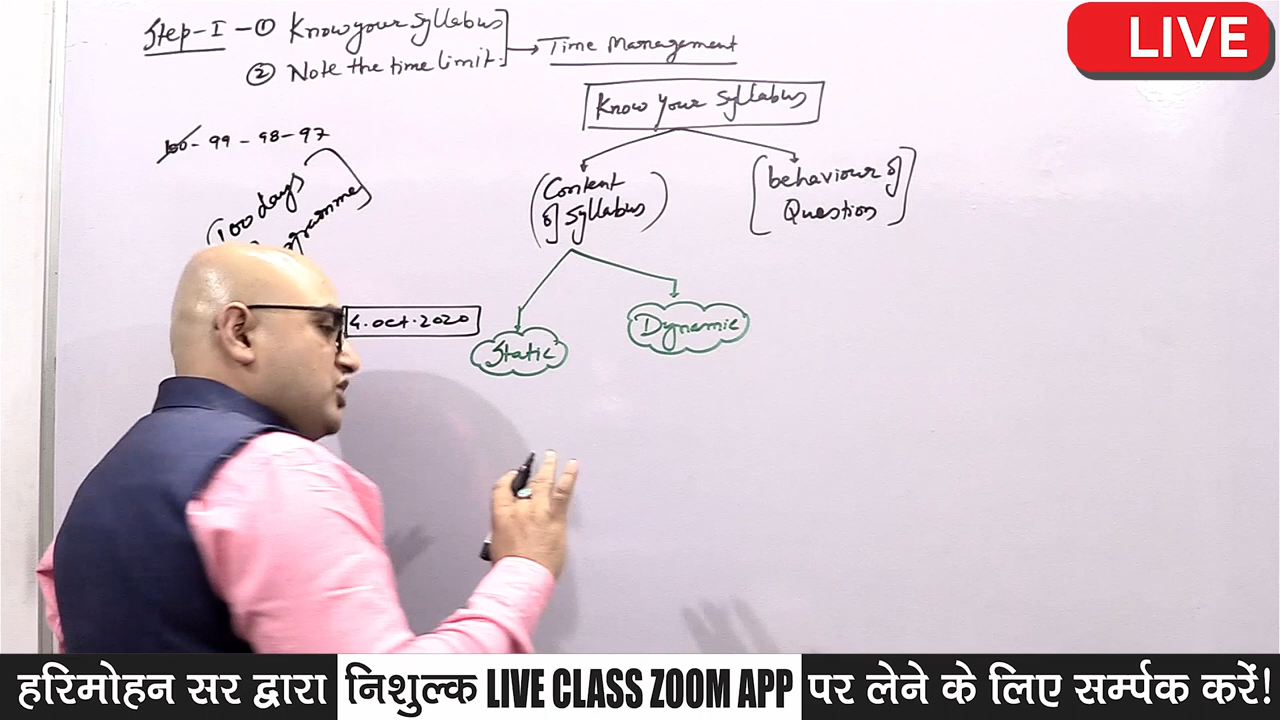 LIVE
Step-I - ① Know your Syllabus
② Note the time limit.
Time Management
Know Your Syllabus
100 - 99 - 98 - 97
100 days
Content
of Syllabus
behaviour of
Question
4.oct.2020
Static
Dynamic
हरिमोहन सर द्वारा निशुल्क LIVE CLASS ZOOM APP पर लेने के लिए सर्म्पक करें!